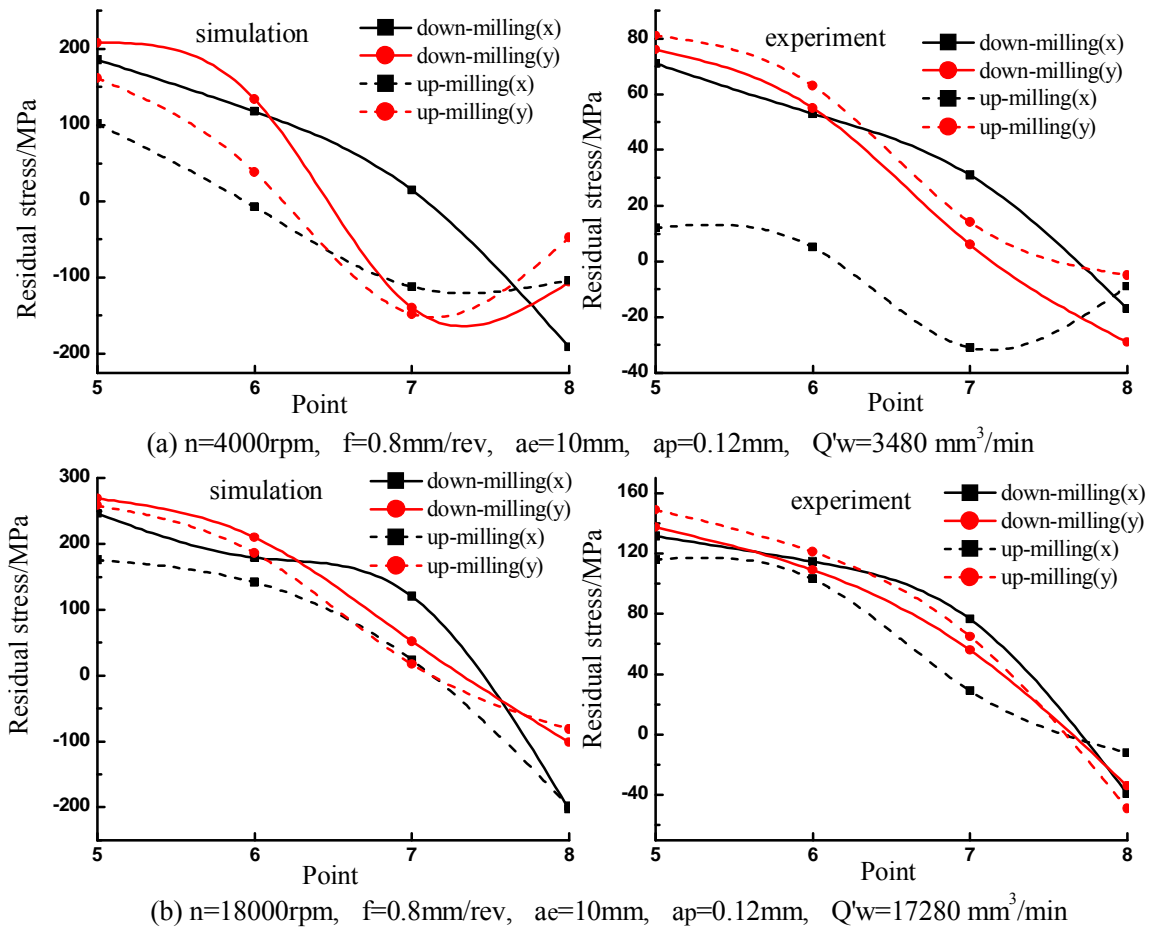 simulation
down-milling(x)
down-milling(y)
up-milling(x)
up-milling(y)
Residual stress/MPa
200
100
0
-100
-200
5 6 7 8
Point
experiment
down-milling(x)
down-milling(y)
up-milling(x)
up-milling(y)
Residual stress/MPa
80
60
40
20
0
-20
-40
5 6 7 8
Point
(a) n=4000rpm, f=0.8mm/rev, ae=10mm, ap=0.12mm, Q'w=3480 mm³/min
simulation
down-milling(x)
down-milling(y)
up-milling(x)
up-milling(y)
Residual stress/MPa
300
200
100
0
-100
-200
5 6 7 8
Point
experiment
down-milling(x)
down-milling(y)
up-milling(x)
up-milling(y)
Residual stress/MPa
160
120
80
40
0
-40
5 6 7 8
Point
(b) n=18000rpm, f=0.8mm/rev, ae=10mm, ap=0.12mm, Q'w=17280 mm³/min